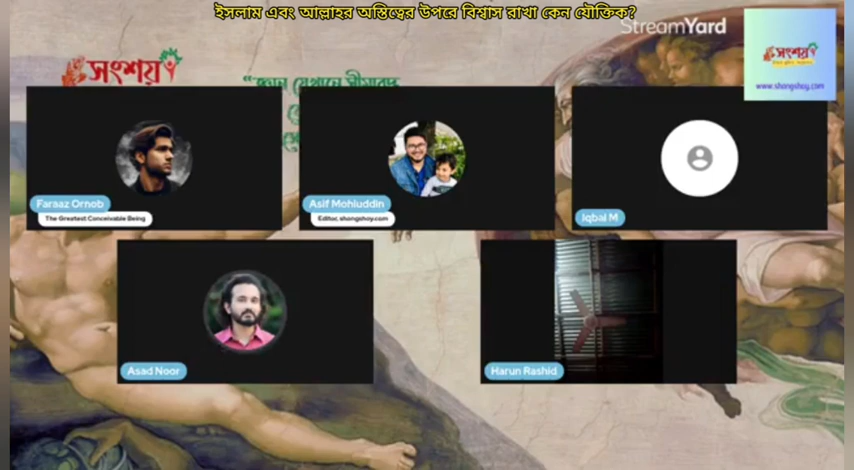 ইসলাম এবং আল্লাহর অস্তিত্বের উপরে বিশ্বাস রাখা কেন যৌক্তিক?
StreamYard
সংশয়
সংশয়
www.shongshoy.com
"জ্ঞান যেখানে সীমাবদ্ধ
Faraaz Ornob
The Greatest Conceivable Being
Asif Mohiuddin
Editor, shongshoy.com
Iqbal M
Asad Noor
Harun Rashid